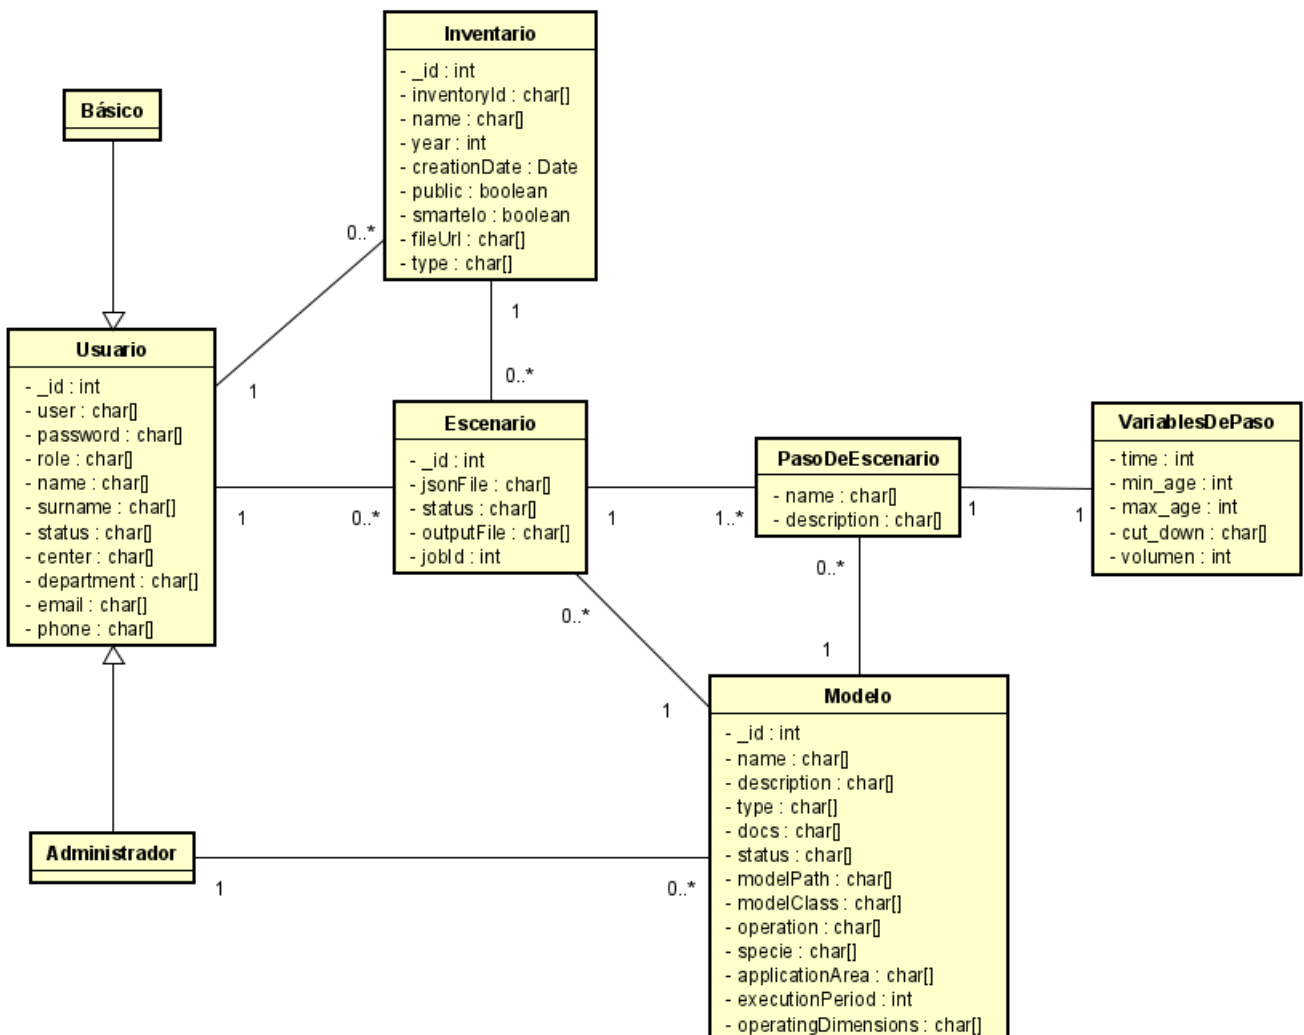 Inventario
- _id : int
- inventoryId : char[]
- name : char[]
- year : int
- creationDate : Date
- public : boolean
- smartelo : boolean
- fileUrl : char[]
- type : char[]
Básico
0..*
1
1
0..*
Usuario
- _id : int
- user : char[]
- password : char[]
- role : char[]
- name : char[]
- surname : char[]
- status : char[]
- center : char[]
- department : char[]
- email : char[]
- phone : char[]
1
0..*
Escenario
- _id : int
- jsonFile : char[]
- status : char[]
- outputFile : char[]
- jobId : int
1
1..*
PasoDeEscenario
- name : char[]
- description : char[]
1
1
VariablesDePaso
- time : int
- min_age : int
- max_age : int
- cut_down : char[]
- volumen : int
0..*
1
0..*
1
Administrador
1
0..*
Modelo
- _id : int
- name : char[]
- description : char[]
- type : char[]
- docs : char[]
- status : char[]
- modelPath : char[]
- modelClass : char[]
- operation : char[]
- specie : char[]
- applicationArea : char[]
- executionPeriod : int
- operatingDimensions : char[]